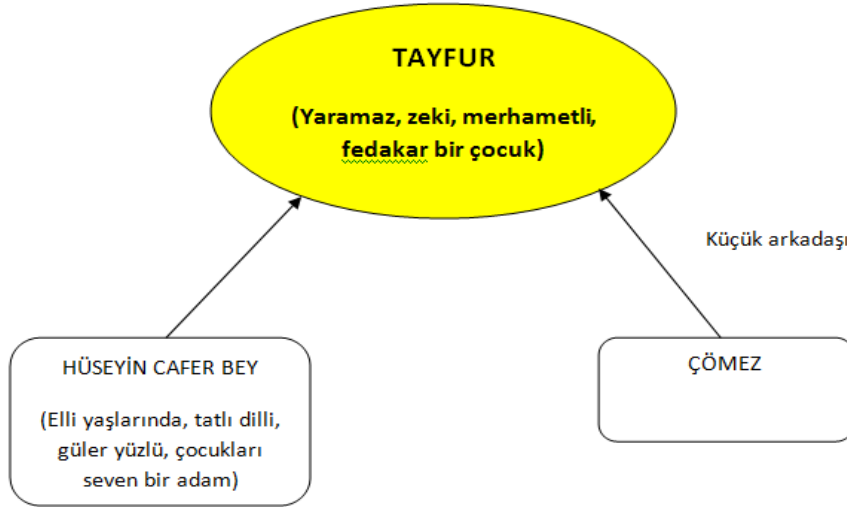 TAYFUR
(Yaramaz, zeki, merhametli,
fedakar bir çocuk)
Küçük arkadaşı
HÜSEYİN CAFER BEY
(Elli yaşlarında, tatlı dilli,
güler yüzlü, çocukları
seven bir adam)
ÇÖMEZ